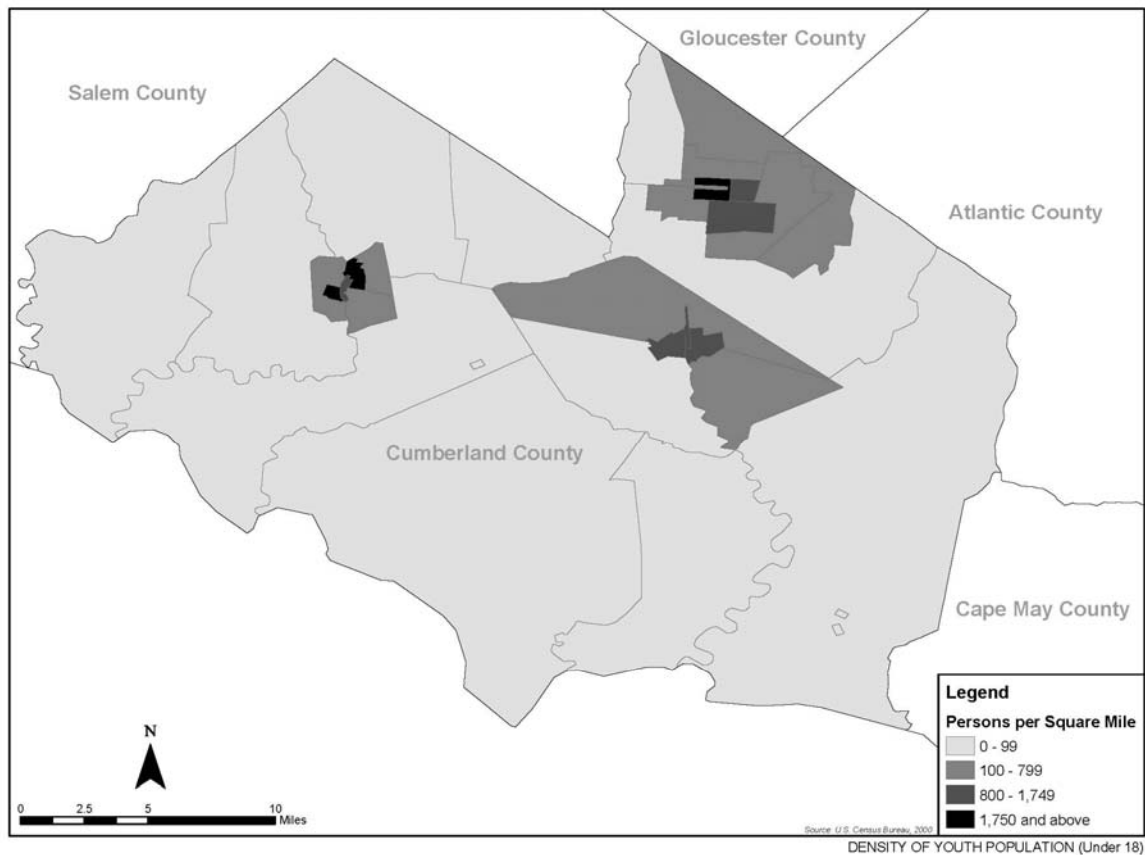 Gloucester County
Salem County
Atlantic County
Cumberland County
Cape May County
Legend
Persons per Square Mile
0 - 99
100 - 799
800 - 1,749
1,750 and above
N
0 2.5 5 10
Miles
Source: U.S. Census Bureau, 2000
DENSITY OF YOUTH POPULATION (Under 18)